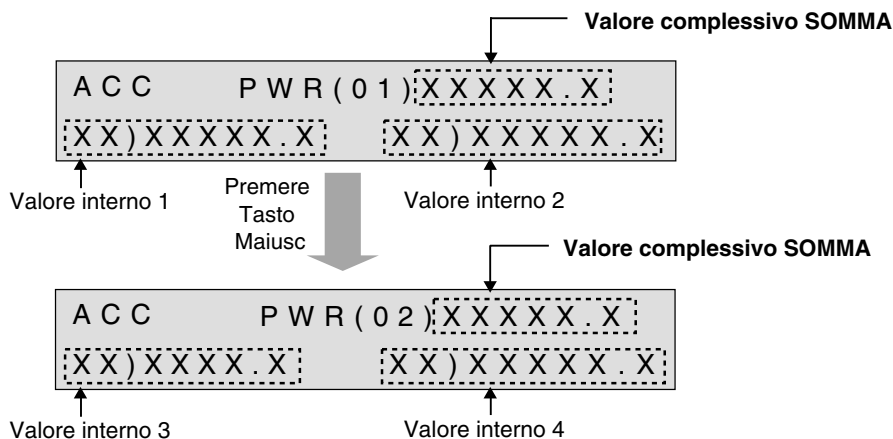 Valore complessivo SOMMA
ACC PWR(01)XXXXX.X
XX)XXXXX.X XX)XXXXX.X
Valore interno 1 Valore interno 2
Premere
Tasto
Maiusc
Valore complessivo SOMMA
ACC PWR(02)XXXXX.X
XX)XXXX.X XX)XXXXX.X
Valore interno 3 Valore interno 4